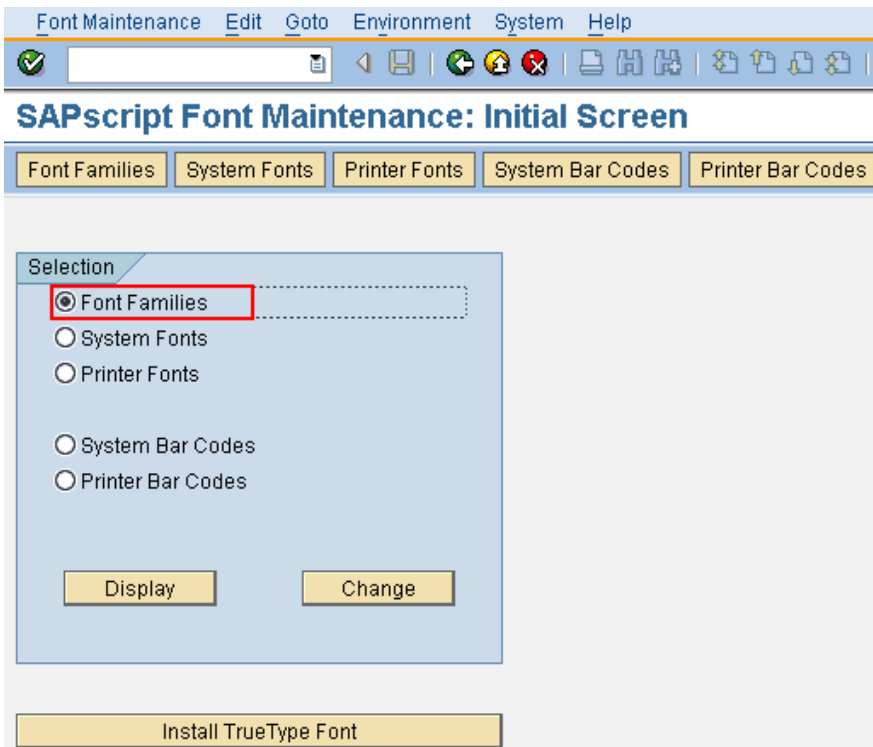 Font Maintenance Edit Goto Environment System Help
SAPscript Font Maintenance: Initial Screen
Font Families System Fonts Printer Fonts System Bar Codes Printer Bar Codes
Selection
Font Families
System Fonts
Printer Fonts
System Bar Codes
Printer Bar Codes
Display Change
Install TrueType Font